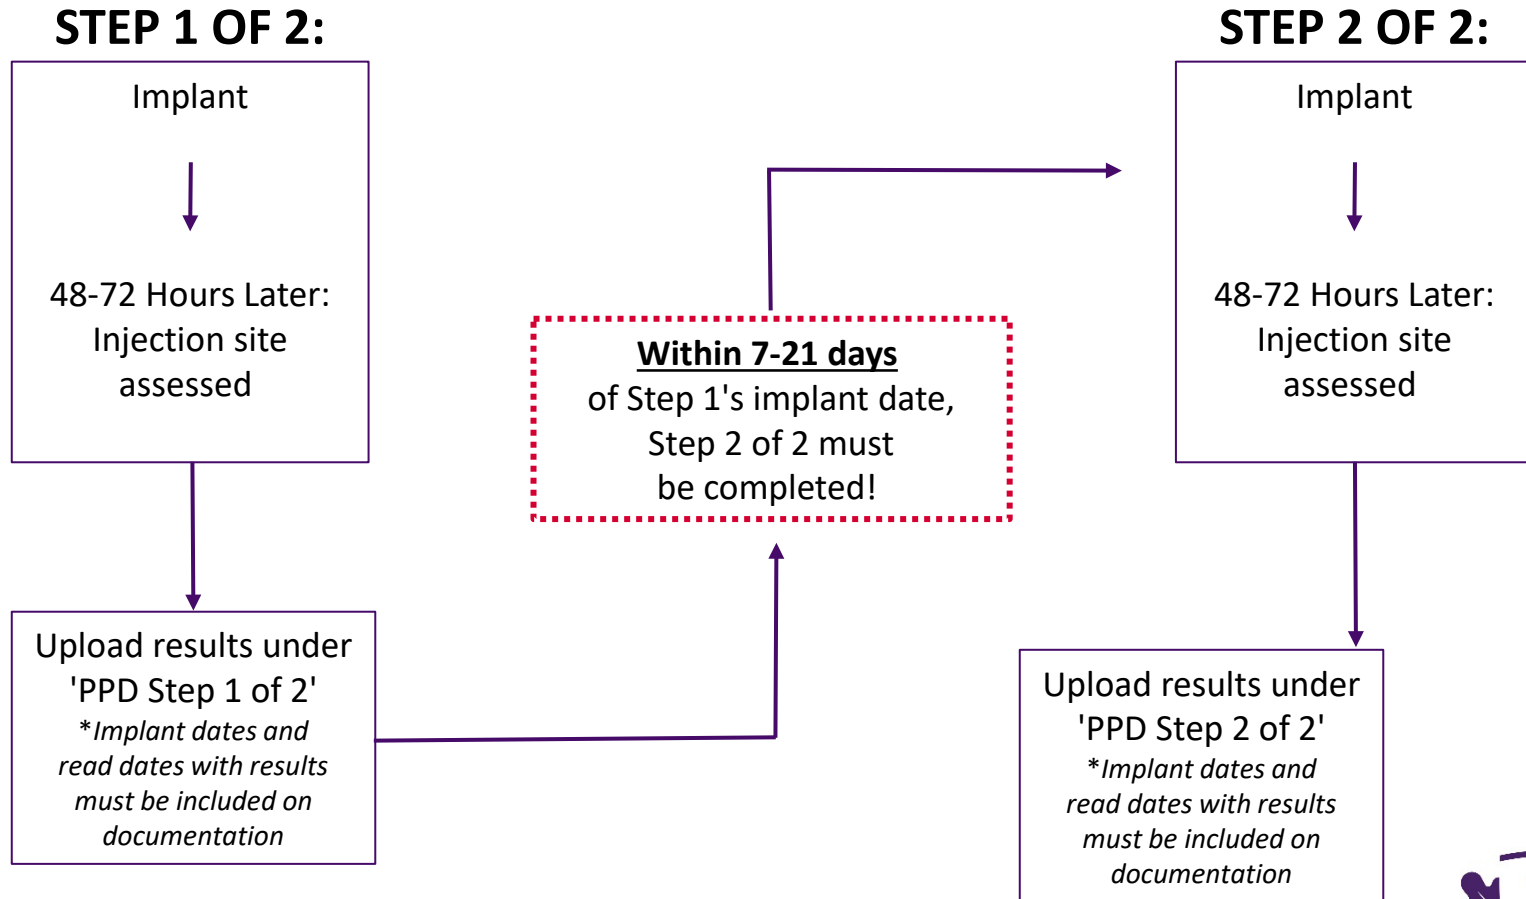 STEP 1 OF 2:
Implant
48-72 Hours Later:
Injection site
assessed
Upload results under
'PPD Step 1 of 2'
*Implant dates and
read dates with results
must be included on
documentation
Within 7-21 days
of Step 1's implant date,
Step 2 of 2 must
be completed!
STEP 2 OF 2:
Implant
48-72 Hours Later:
Injection site
assessed
Upload results under
'PPD Step 2 of 2'
*Implant dates and
read dates with results
must be included on
documentation